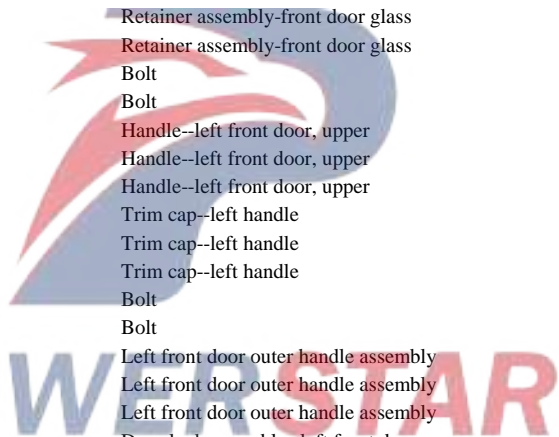 Retainer assembly-front door glass
Retainer assembly-front door glass
Bolt
Bolt
Handle--left front door, upper
Handle--left front door, upper
Handle--left front door, upper
Trim cap--left handle
Trim cap--left handle
Trim cap--left handle
Bolt
Bolt
Left front door outer handle assembly
Left front door outer handle assembly
Left front door outer handle assembly
WERSTAR